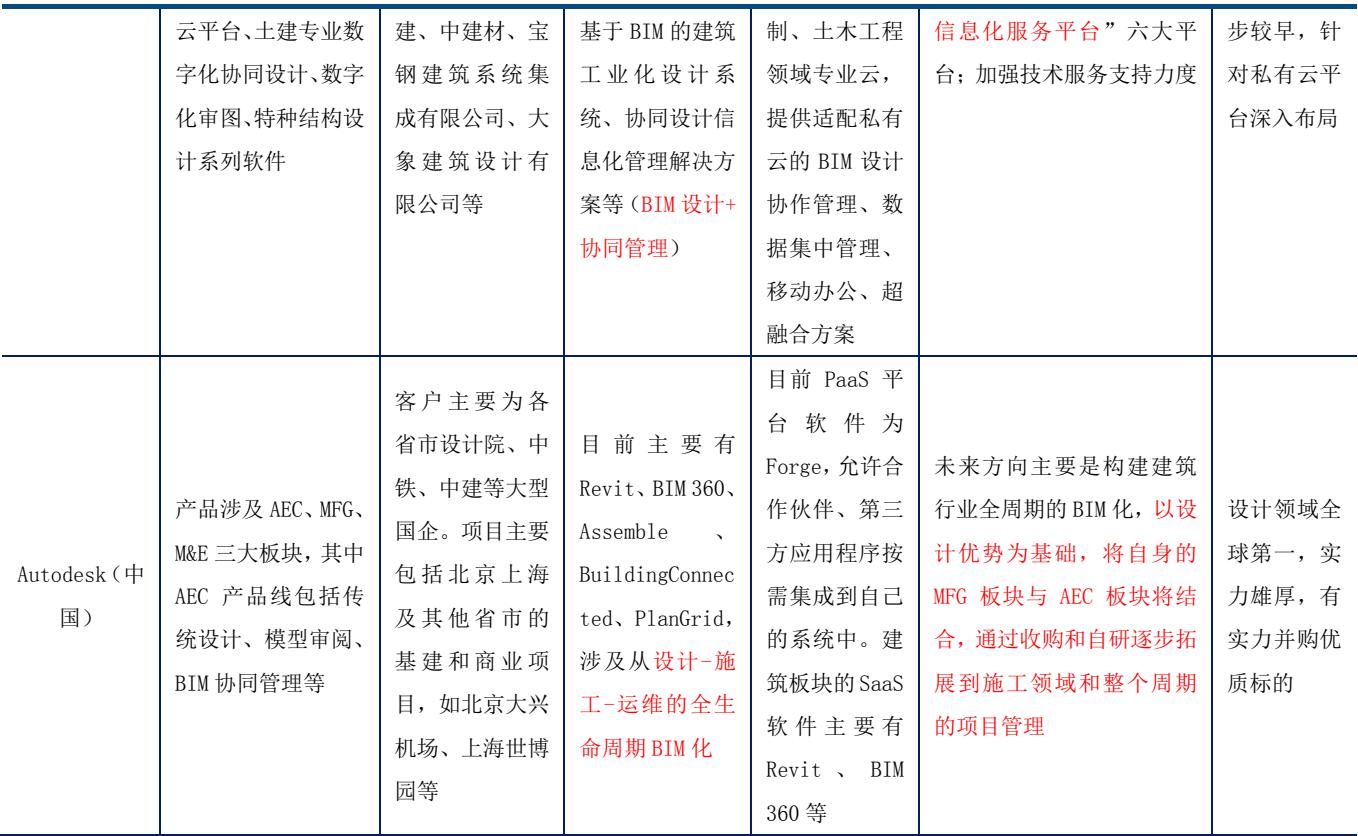 云平台、土建专业数
字化协同设计、数字
化审图、特种结构设
计系列软件
建、中建材、宝
钢建筑系统集
成有限公司、大
象建筑设计有
限公司等
基于 BIM 的建筑
工业化设计系
统、协同设计信
息化管理解决方
案等（BIM 设计+
协同管理）
制、土木工程
领域专业云，
提供适配私有
云的 BIM 设计
协作管理、数
据集中管理、
移动办公、超
融合方案
信息化服务平台”六大平
台；加强技术服务支持力度
步较早，针
对私有云平
台深入布局
Autodesk（中
国）
产品涉及 AEC、MFG、
M&E 三大板块，其中
AEC 产品线包括传
统设计、模型审阅、
BIM 协同管理等
客户主要为各
省市设计院、中
铁、中建等大型
国企。项目主要
包括北京上海
及其他省市的
基建和商业项
目，如北京大兴
机场、上海世博
园等
目前主要有
Revit、BIM 360、
Assemble 、
BuildingConnec
ted、PlanGrid，
涉及从设计-施
工-运维的全生
命周期 BIM 化
目前 PaaS 平
台软件为
Forge，允许合
作伙伴、第三
方应用程序按
需集成到自己
的系统中。建
筑板块的 SaaS
软件主要有
Revit 、 BIM
360 等
未来方向主要是构建建筑
行业全周期的 BIM 化，以设
计优势为基础，将自身的
MFG 板块与 AEC 板块将结
合，通过收购和自研逐步拓
展到施工领域和整个周期
的项目管理
设计领域全
球第一，实
力雄厚，有
实力并购优
质标的